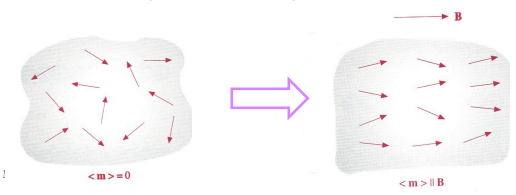 B
<m> = 0
<m> || B